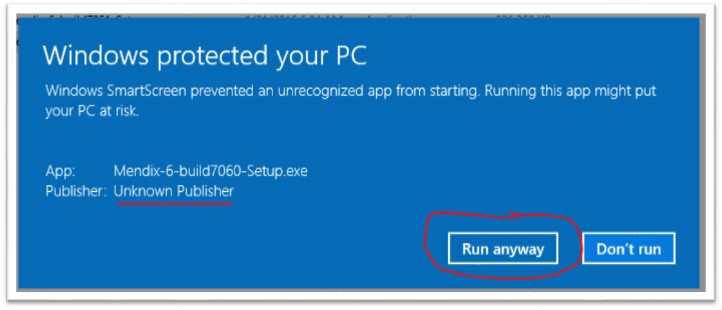 Windows protected your PC
Windows SmartScreen prevented an unrecognized app from starting. Running this app might put
your PC at risk.
App: Mendix-6-build7060-Setup.exe
Publisher: Unknown Publisher
Run anyway Don't run